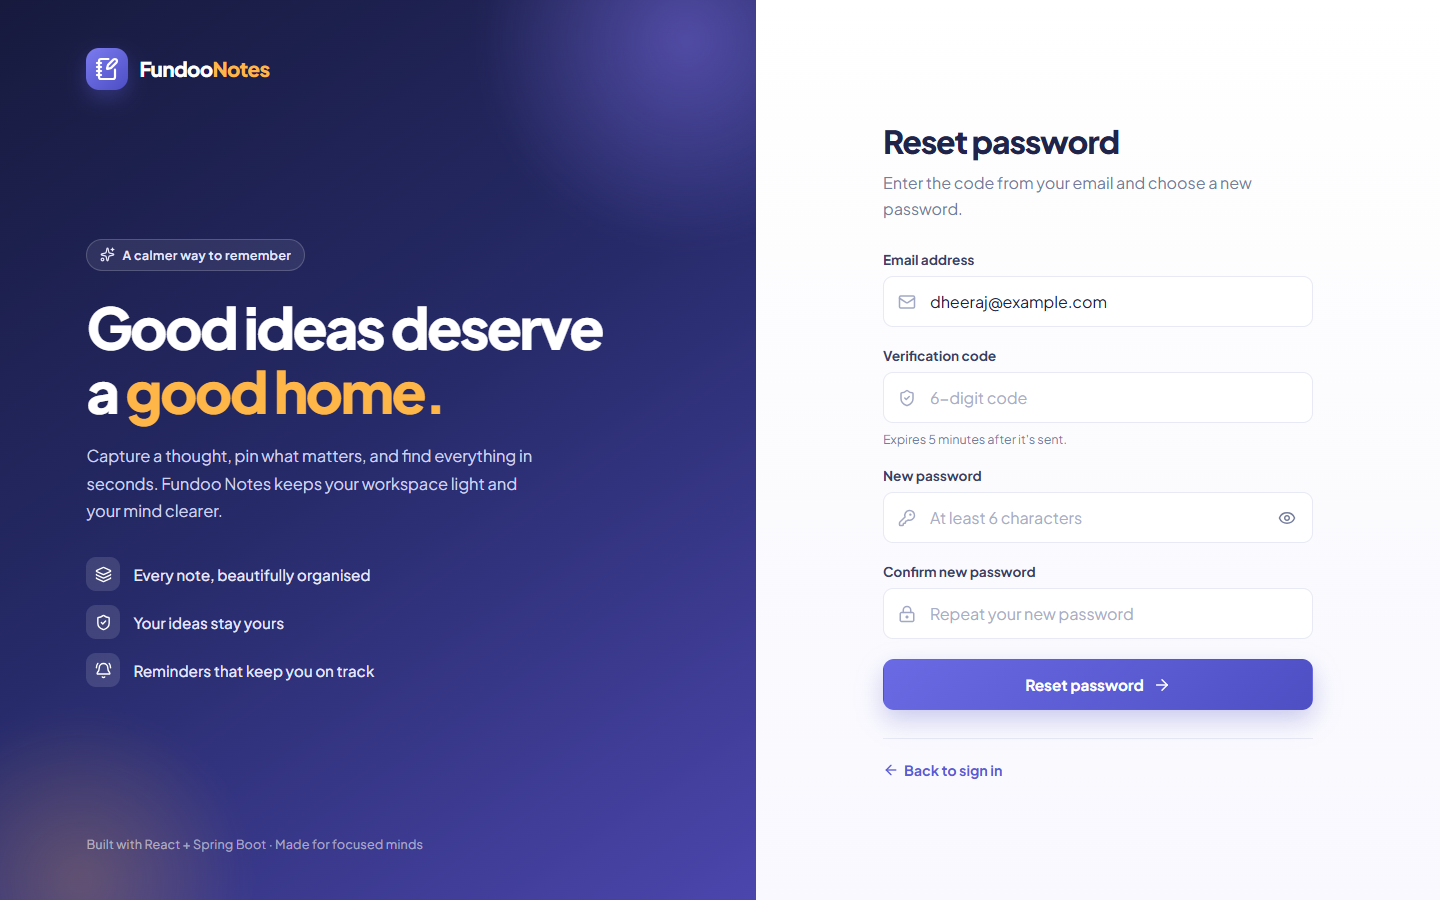 FundooNotes
A calmer way to remember
Good ideas deserve
a good home.
Capture a thought, pin what matters, and find everything in
seconds. Fundoo Notes keeps your workspace light and
your mind clearer.
Every note, beautifully organised
Your ideas stay yours
Reminders that keep you on track
Built with React + Spring Boot · Made for focused minds
Reset password
Enter the code from your email and choose a new
password.
Email address
dheeraj@example.com
Verification code
6-digit code
Expires 5 minutes after it's sent.
New password
At least 6 characters
Confirm new password
Repeat your new password
Reset password
Back to sign in